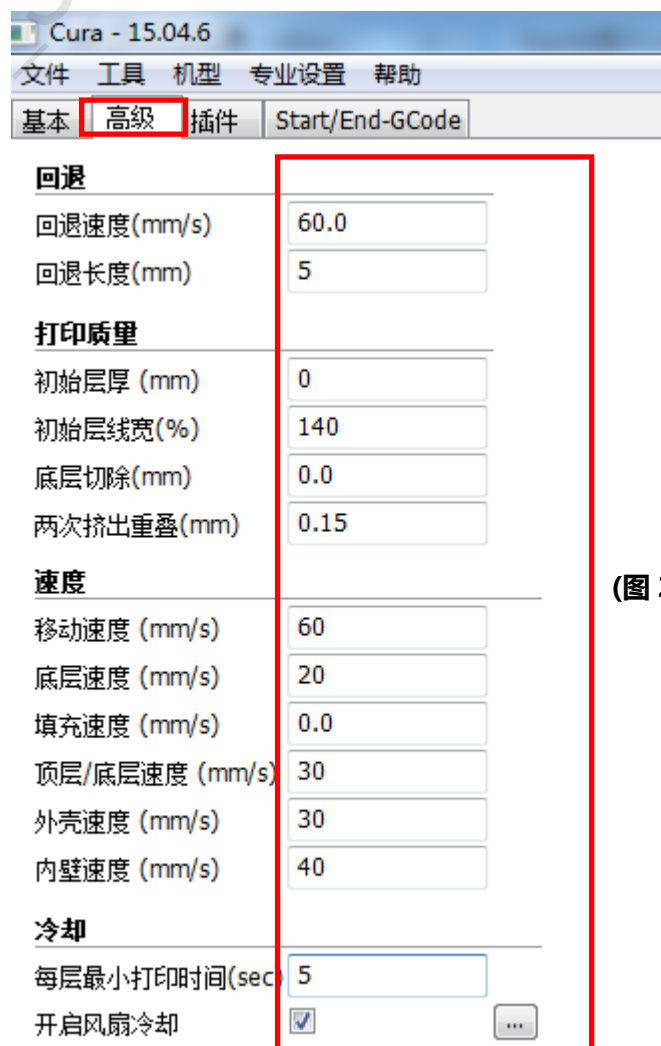 Cura - 15.04.6
文件 工具 机型 专业设置 帮助
基本 高级 插件 Start/End-GCode
回退
回退速度(mm/s) 60.0
回退长度(mm) 5
打印质量
初始层厚 (mm) 0
初始层线宽(%) 140
底层切除(mm) 0.0
两次挤出重叠(mm) 0.15
速度
移动速度 (mm/s) 60
底层速度 (mm/s) 20
填充速度 (mm/s) 0.0
顶层/底层速度 (mm/s) 30
外壳速度 (mm/s) 30
内壁速度 (mm/s) 40
冷却
每层最小打印时间(sec) 5
开启风扇冷却 ...
(图